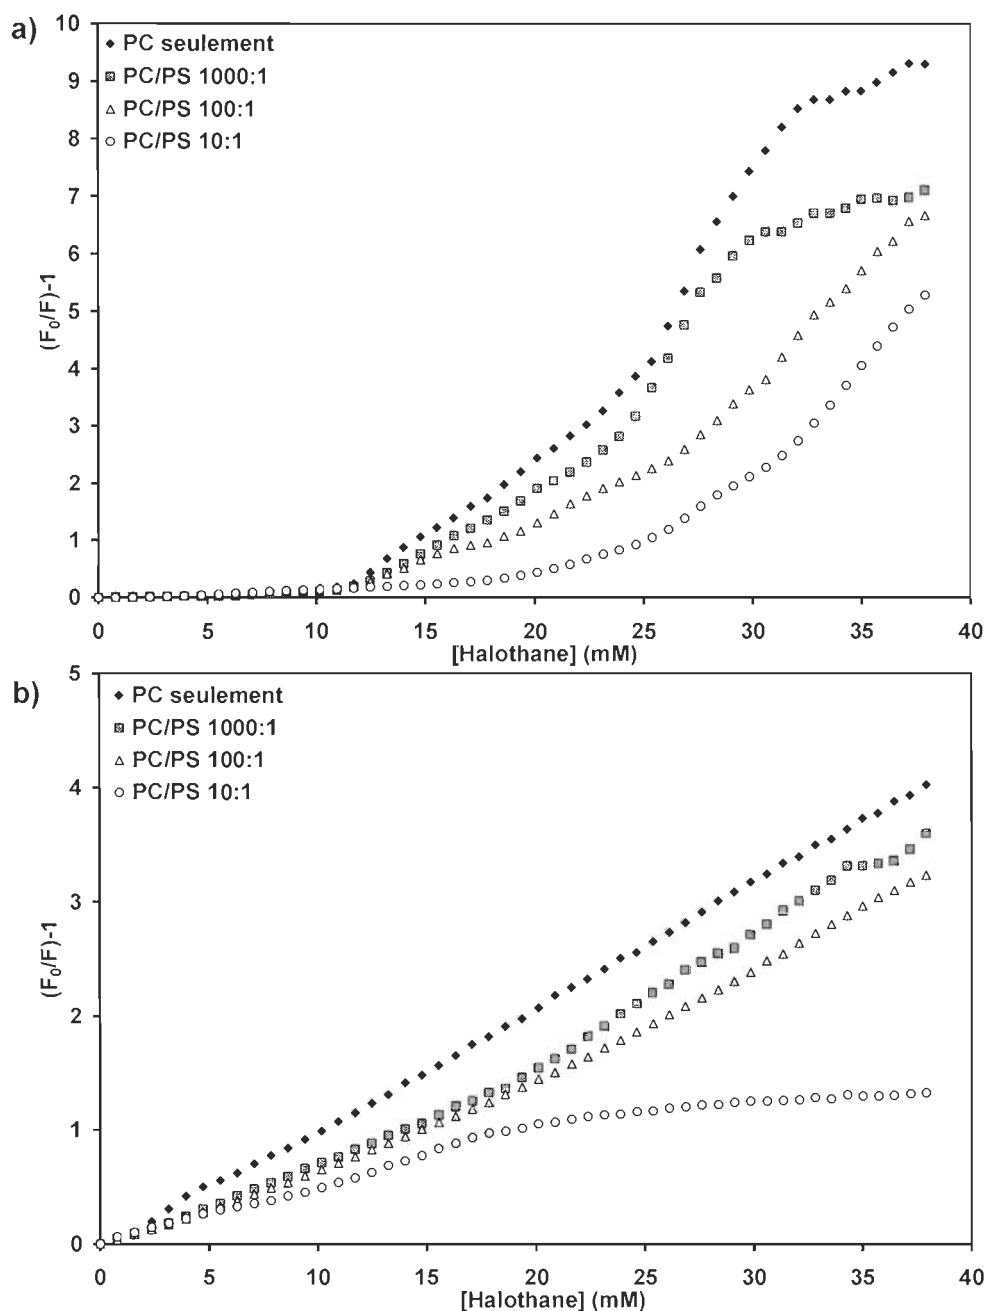 a)
10
9
8
7
6
5
4
3
2
1
0
(F₀/F)-1
PC seulement
PC/PS 1000:1
PC/PS 100:1
PC/PS 10:1
0 5 10 15 20 25 30 35 40
[Halothane] (mM)
b)
5
4
3
2
1
0
(F₀/F)-1
PC seulement
PC/PS 1000:1
PC/PS 100:1
PC/PS 10:1
0 5 10 15 20 25 30 35 40
[Halothane] (mM)